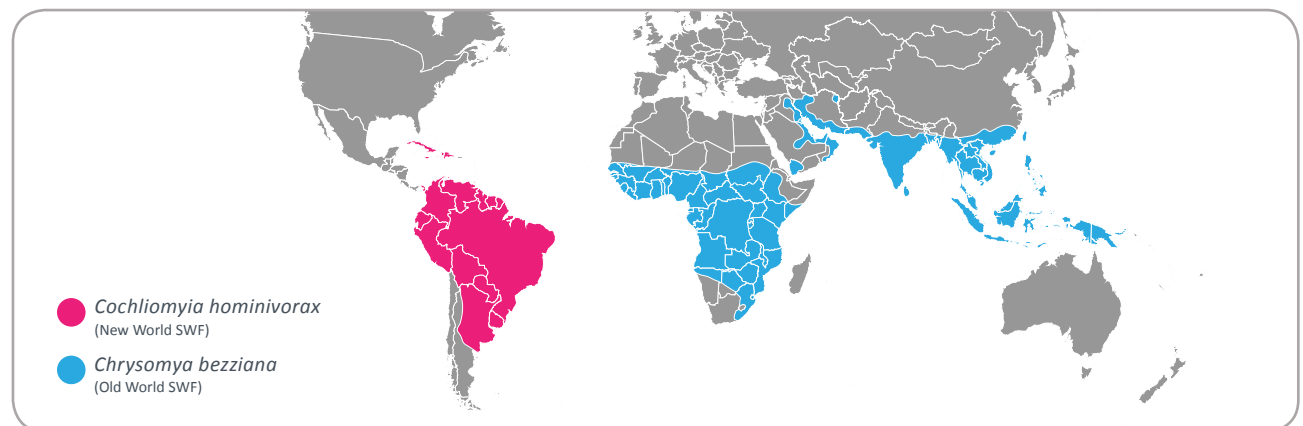 Cochliomyia hominivorax
(New World SWF)
Chrysomya bezziana
(Old World SWF)